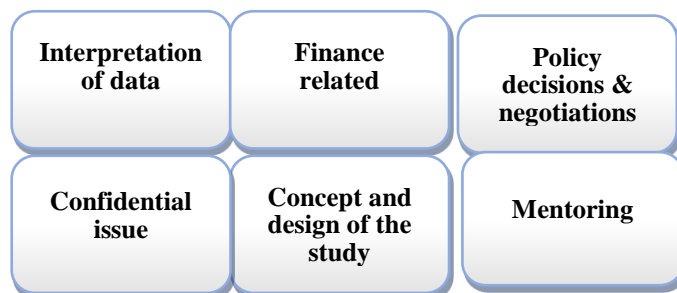 Interpretation
of data
Finance
related
Policy
decisions &
negotiations
Confidential
issue
Concept and
design of the
study
Mentoring